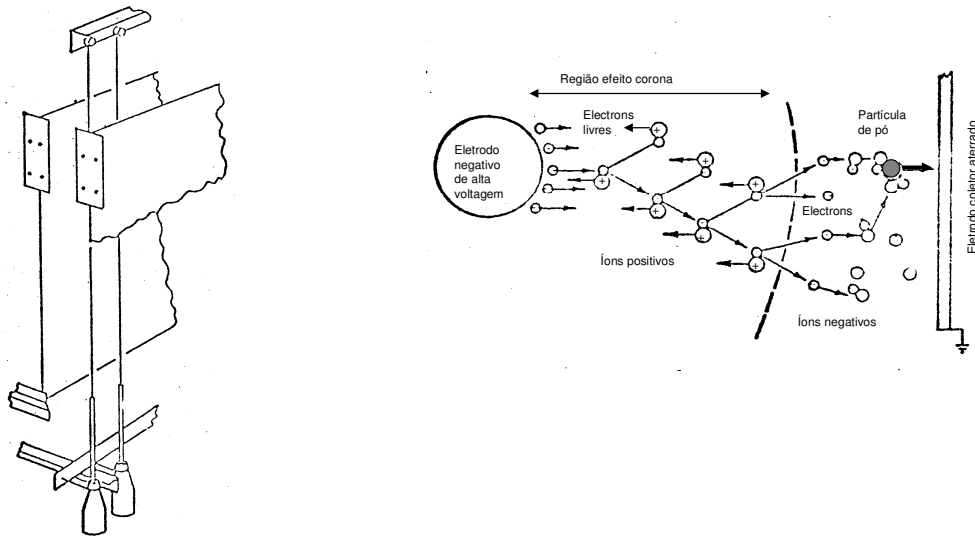 Região efeito corona
Electrons
livres
Partícula
de pó
Eletrodo
negativo
de alta
voltagem
Electrons
Íons positivos
Íons negativos
Eletrodo coletor aterrado